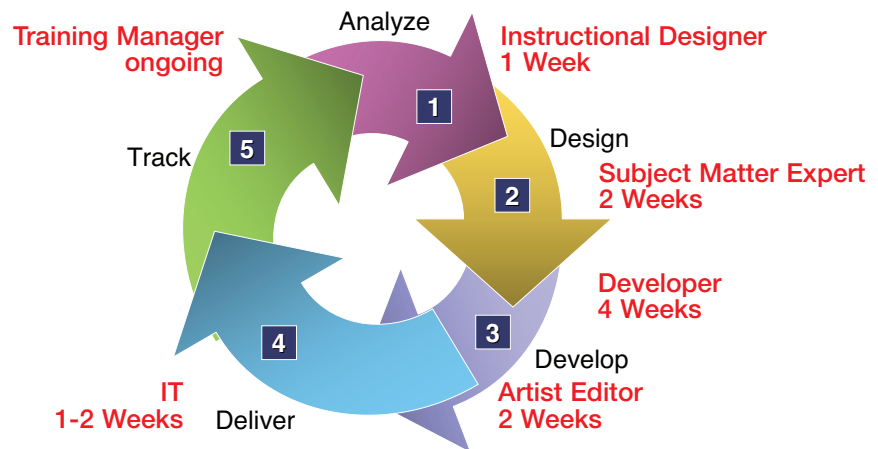 Analyze
Training Manager
ongoing
Instructional Designer
1 Week
1
5
Track
Design
2
Subject Matter Expert
2 Weeks
Developer
4 Weeks
3
4
Develop
IT
1-2 Weeks
Deliver
Artist Editor
2 Weeks